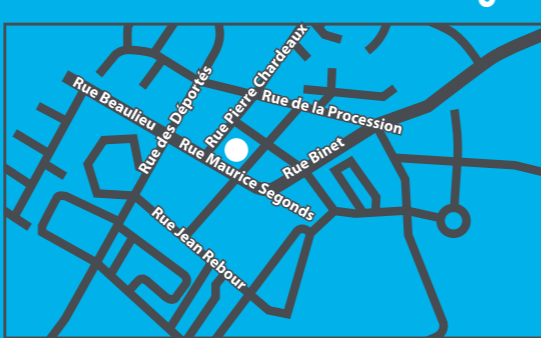 Rue Pierre Chardeaux
Rue Beaulieu
Rue des Déportés
Rue de la Procession
Rue Maurice Segonds
Rue Binet
Rue Jean Rebour